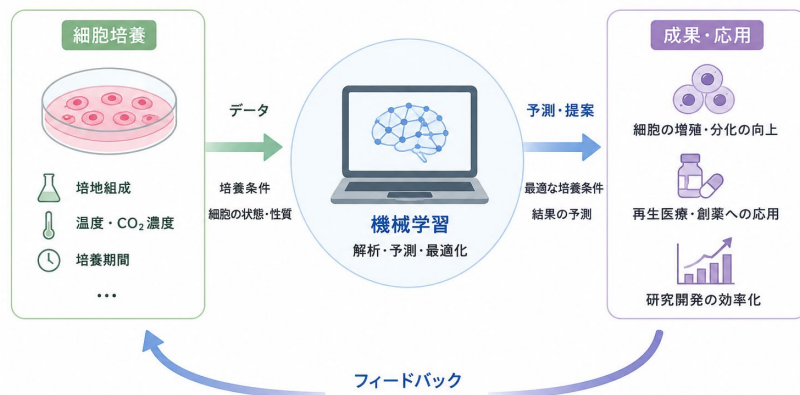 細胞培養
培地組成
温度・CO₂濃度
培養期間
…
データ
培養条件
細胞の状態・性質
機械学習
解析・予測・最適化
予測・提案
最適な培養条件
結果の予測
成果・応用
細胞の増殖・分化の向上
再生医療・創薬への応用
研究開発の効率化
フィードバック